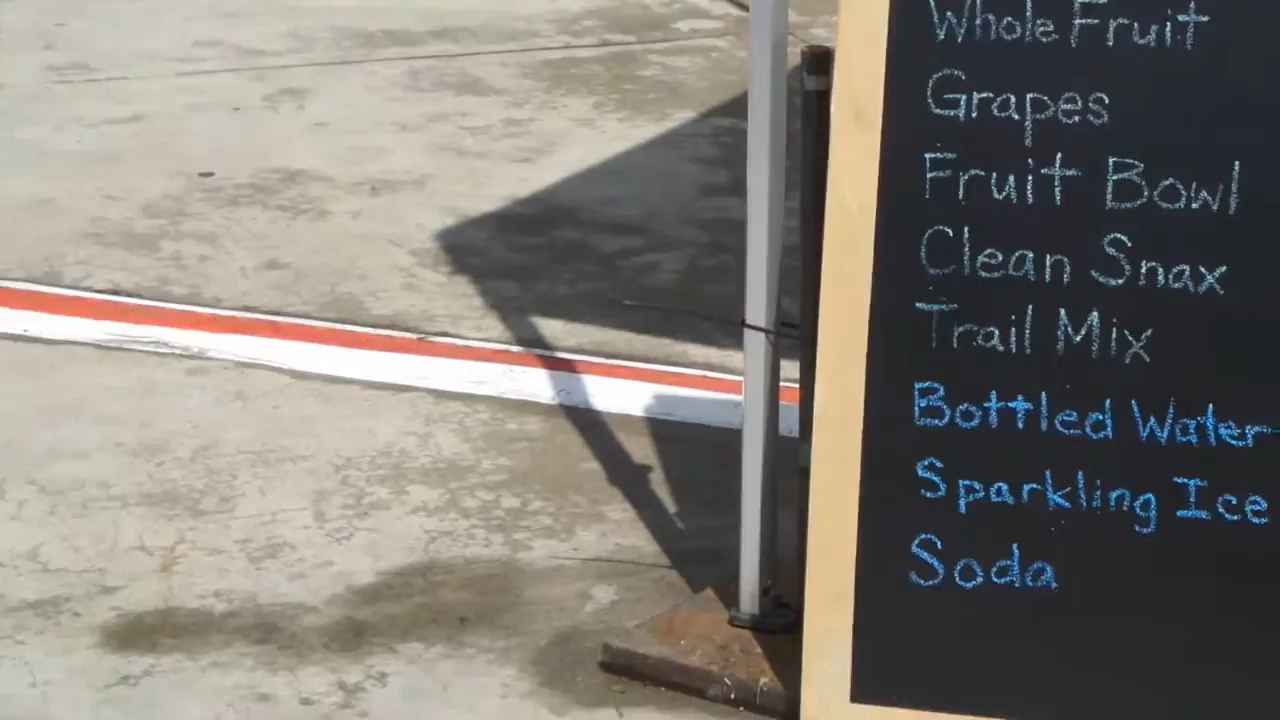 Whole Fruit
Grapes
Fruit Bowl
Clean Snax
Trail Mix
Bottled Water
Sparkling Ice
Soda